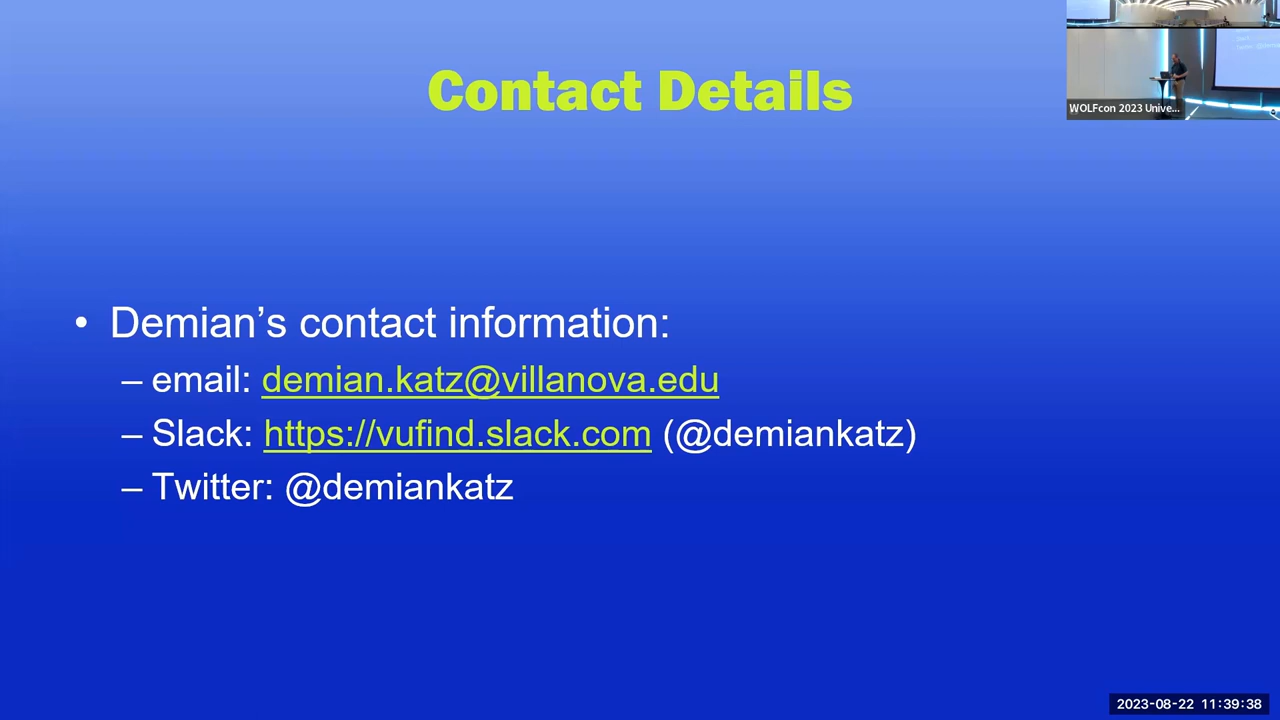 Contact Details
WOLFcon 2023 Unive...
• Demian’s contact information:
– email: demian.katz@villanova.edu
– Slack: https://vufind.slack.com (@demiankatz)
– Twitter: @demiankatz
2023-08-22 11:39:38